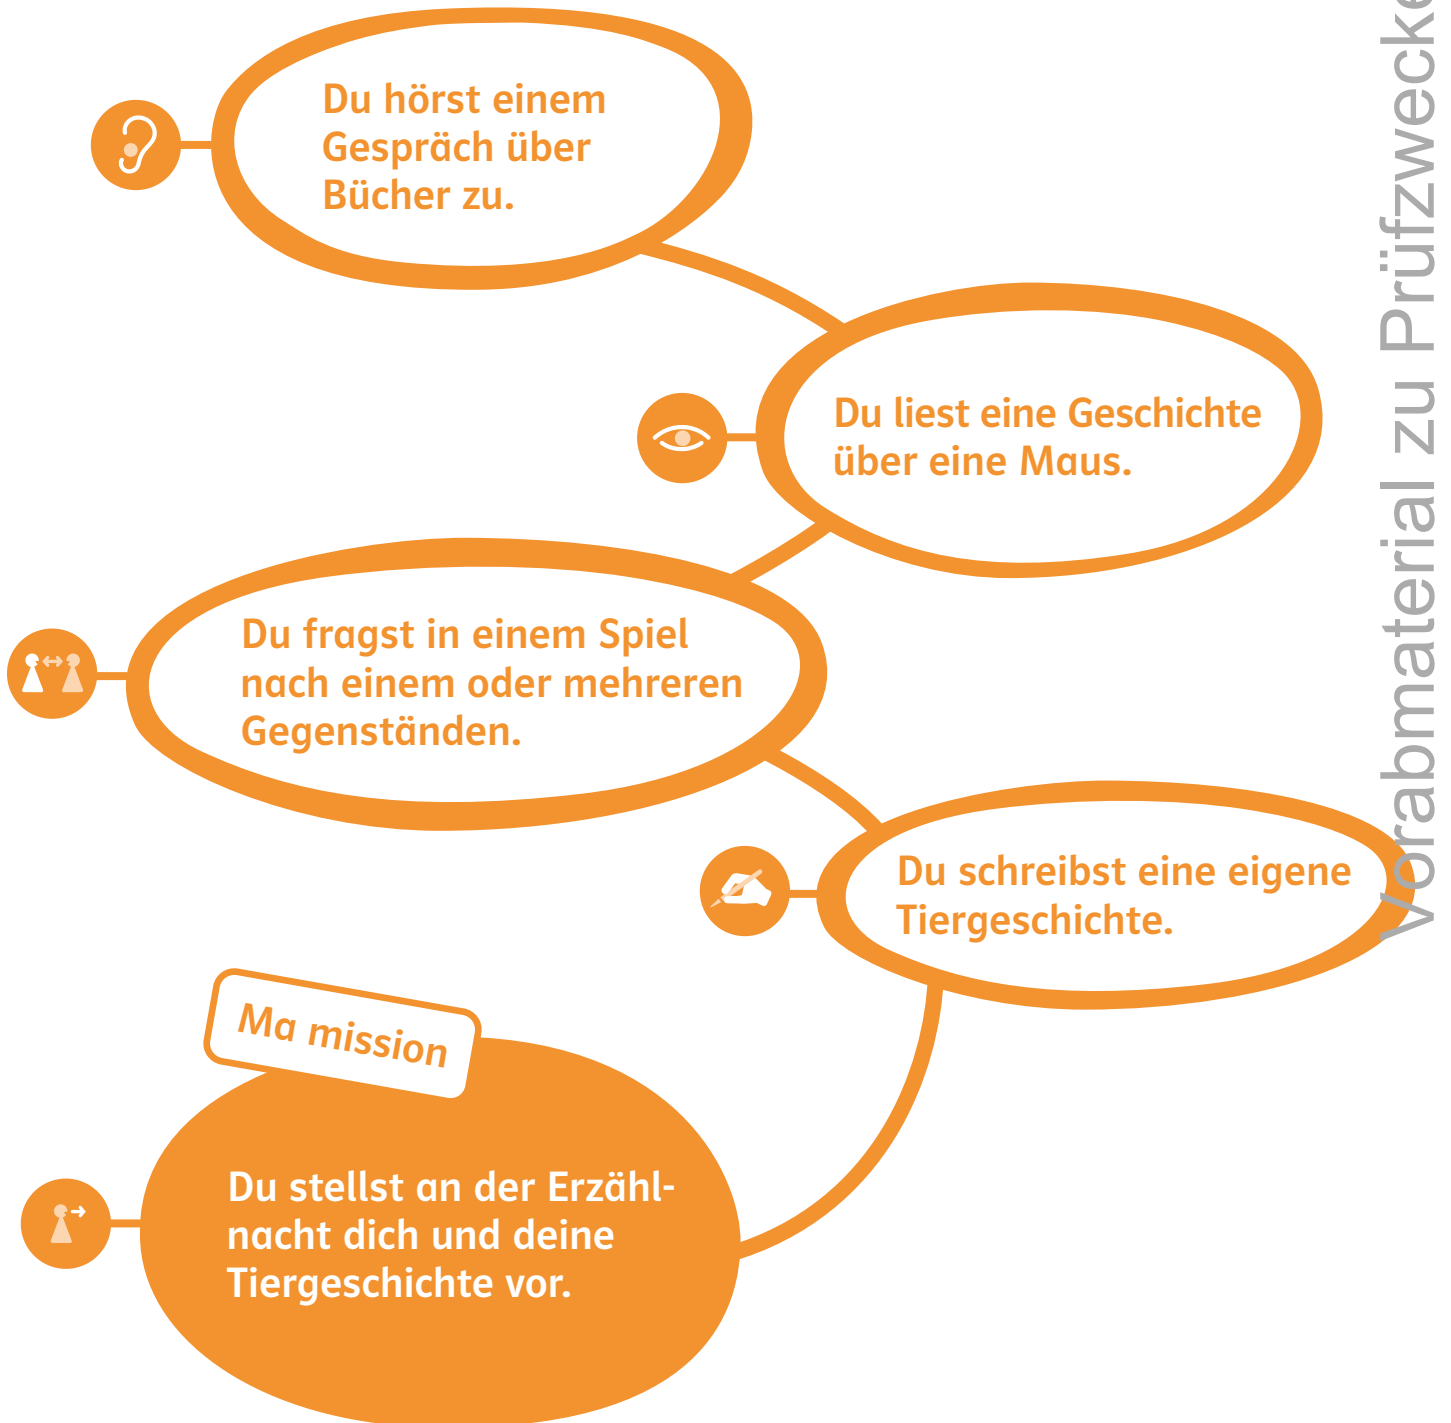 Du hörst einem
Gespräch über
Bücher zu.
Du liest eine Geschichte
über eine Maus.
Du fragst in einem Spiel
nach einem oder mehreren
Gegenständen.
Du schreibst eine eigene
Tiergeschichte.
Ma mission
Du stellst an der Erzähl-
nacht dich und deine
Tiergeschichte vor.
Vorabmaterial zu Prüfzwecke